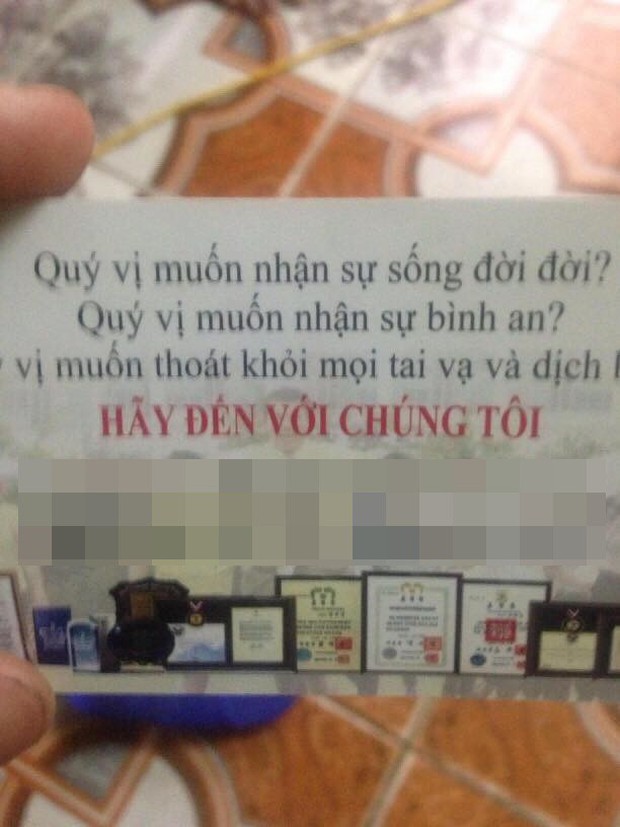 Quý vị muốn nhận sự sống đời đời?
Quý vị muốn nhận sự bình an?
vị muốn thoát khỏi mọi tai vạ và dịch
HÃY ĐẾN VỚI CHÚNG TÔI